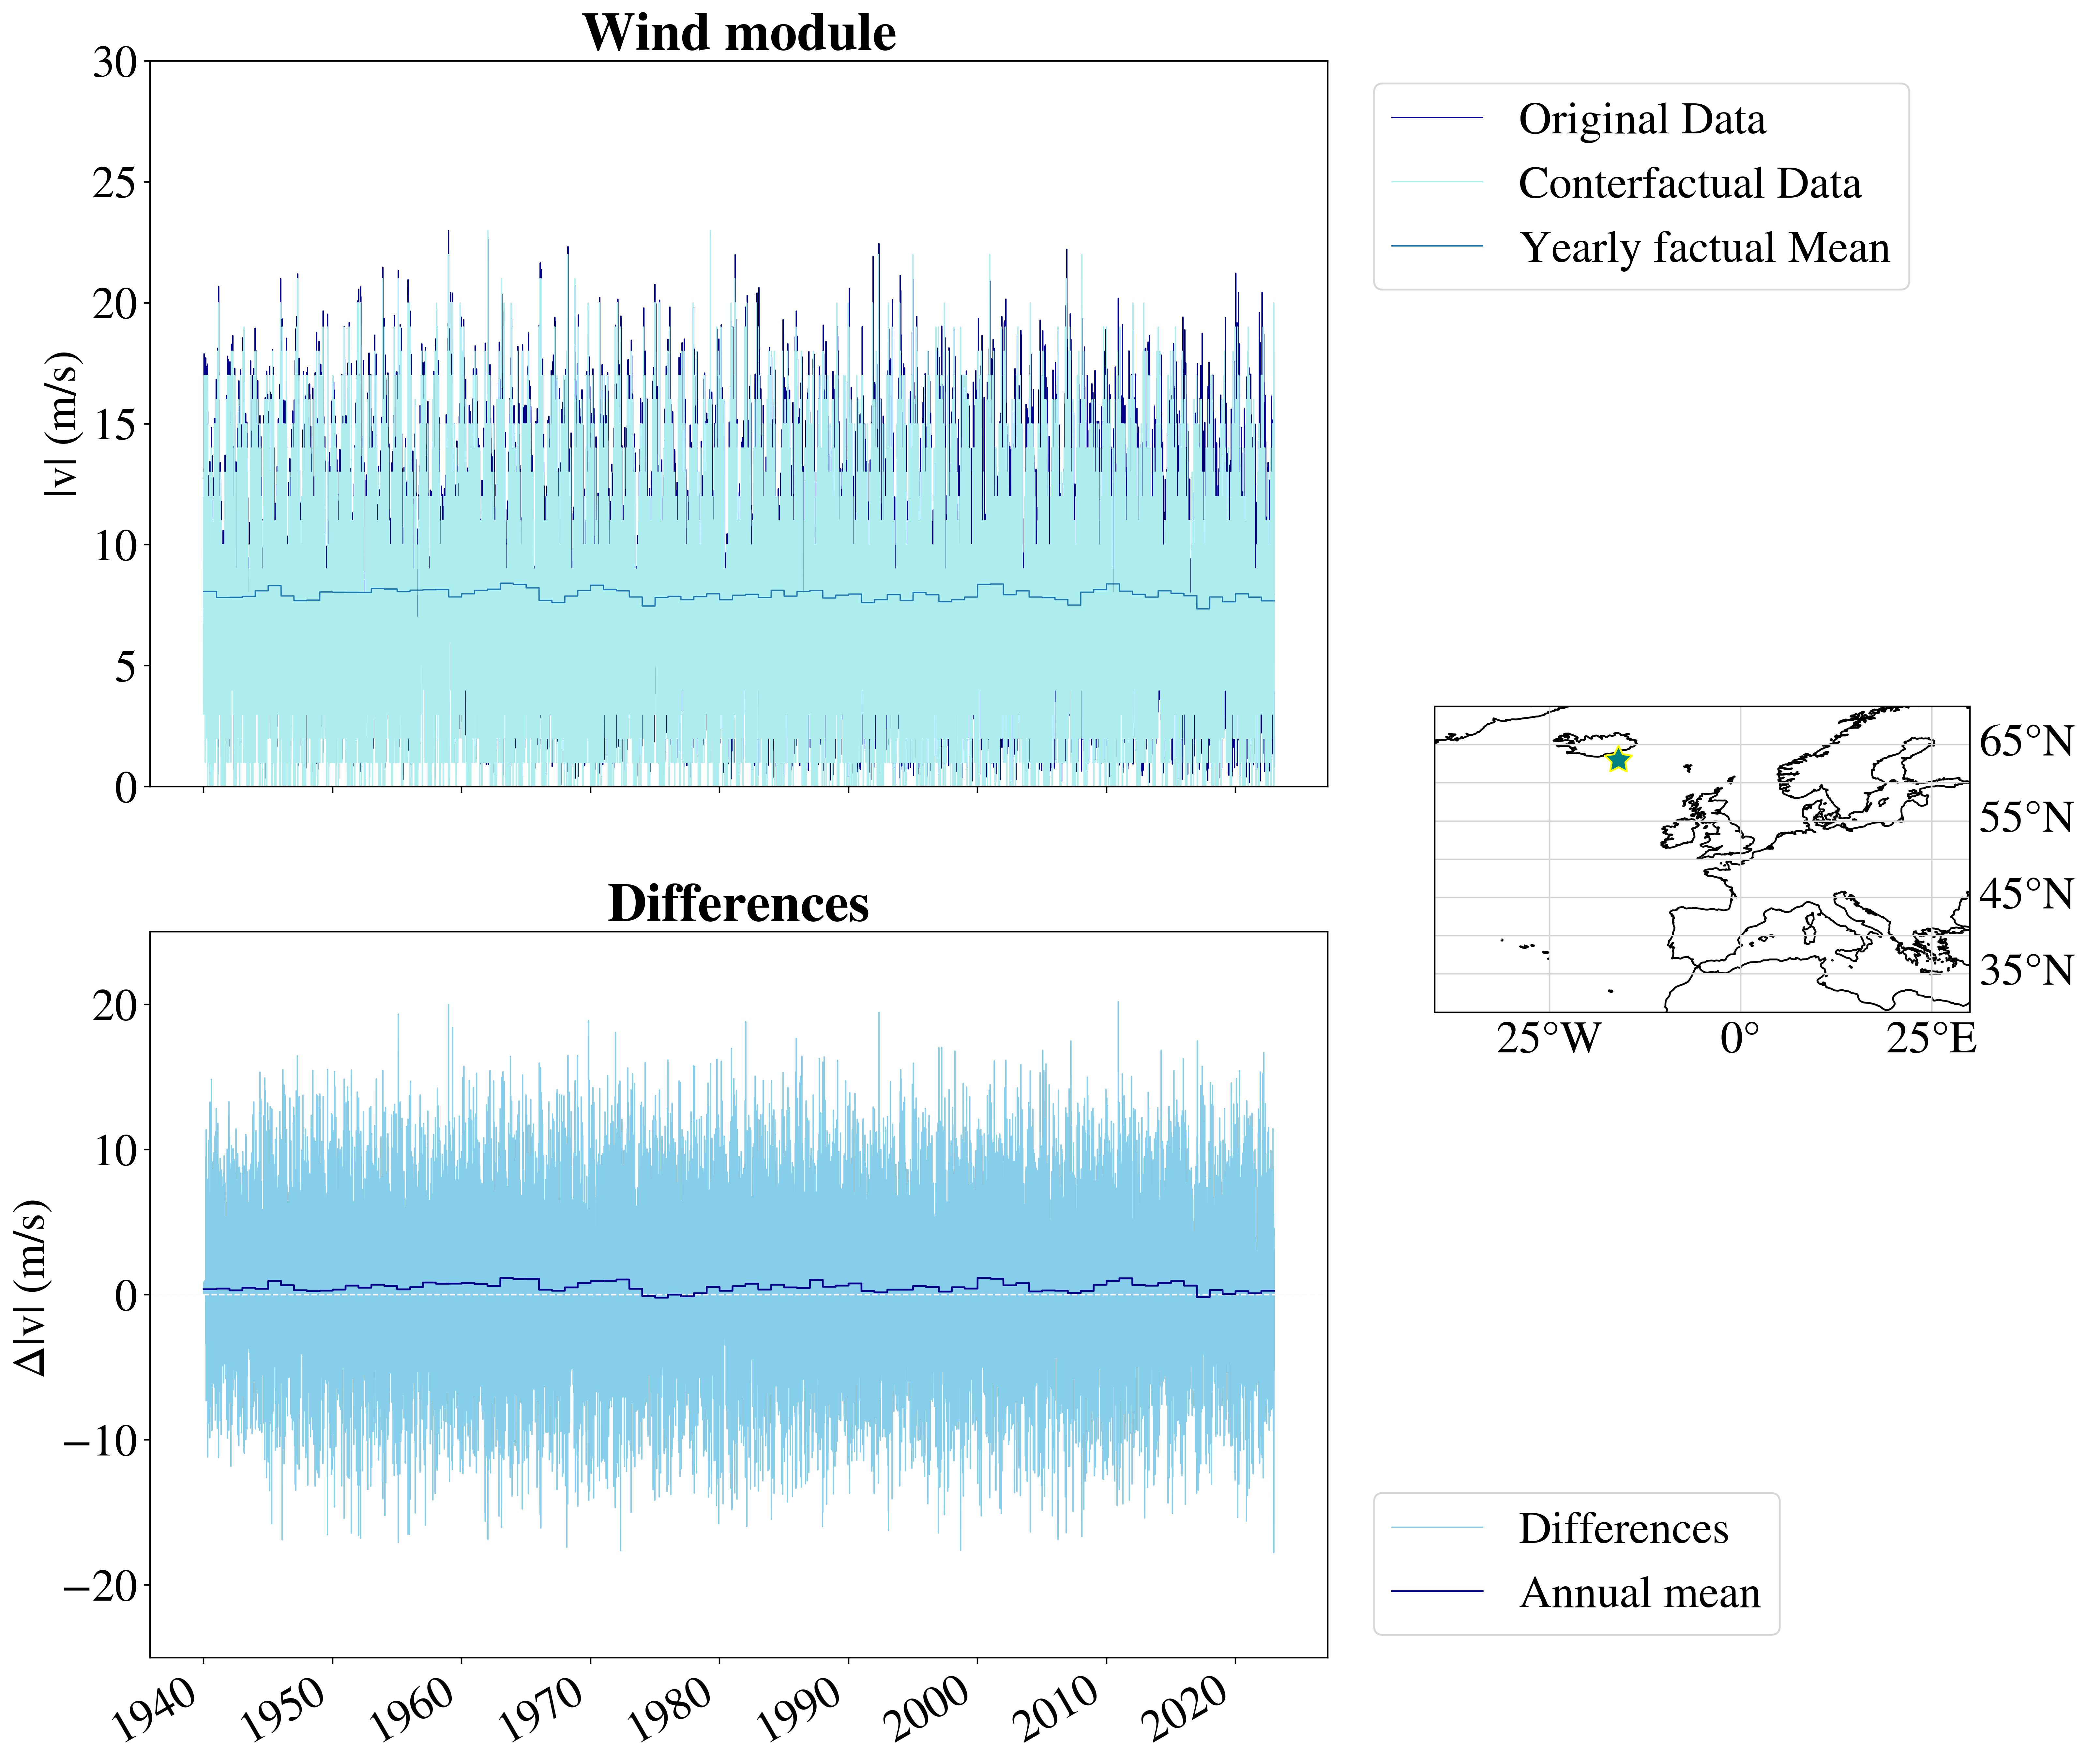 Wind module
30
25
20
15
10
5
0
|v| (m/s)
Original Data
Conterfactual Data
Yearly factual Mean
65°N
55°N
45°N
35°N
25°W 0° 25°E
Differences
20
10
0
−10
−20
Δ|v| (m/s)
Differences
Annual mean
1940 1950 1960 1970 1980 1990 2000 2010 2020